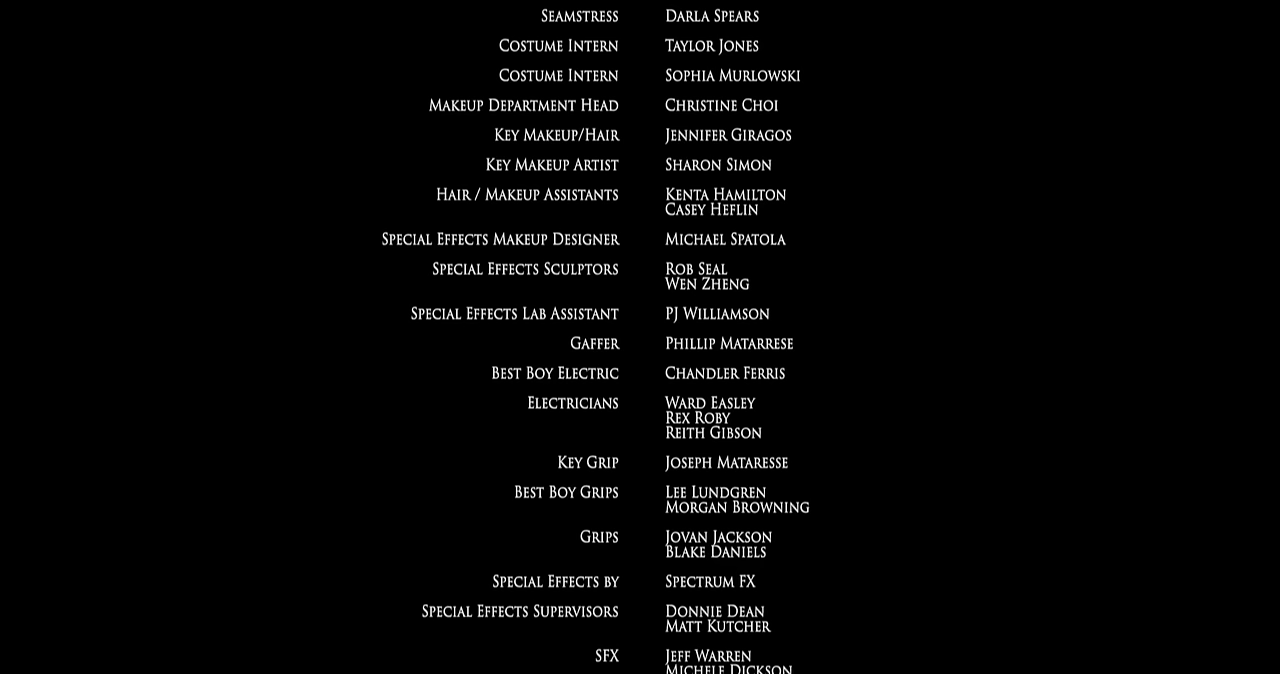 Seamstress Darla Spears
Costume Intern Taylor Jones
Costume Intern Sophia Murlowski
Makeup Department Head Christine Choi
Key Makeup/Hair Jennifer Giragos
Key Makeup Artist Sharon Simon
Hair / Makeup Assistants Kenta Hamilton
Casey Heflin
Special Effects Makeup Designer Michael Spatola
Special Effects Sculptors Rob Seal
Wen Zheng
Special Effects Lab Assistant PJ Williamson
Gaffer Phillip Matarrese
Best Boy Electric Chandler Ferris
Electricians Ward Easley
Rex Roby
Reith Gibson
Key Grip Joseph Mataresse
Best Boy Grips Lee Lundgren
Morgan Browning
Grips Jovan Jackson
Blake Daniels
Special Effects by Spectrum FX
Special Effects Supervisors Donnie Dean
Matt Kutcher
SFX Jeff Warren
Michele Dickson